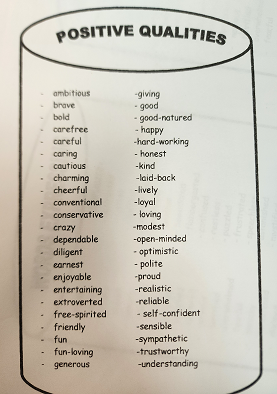 POSITIVE QUALITIES
- ambitious
- brave
- bold
- carefree
- careful
- caring
- cautious
- charming
- cheerful
- conventional
- conservative
- crazy
- dependable
- diligent
- earnest
- enjoyable
- entertaining
- extroverted
- free-spirited
- friendly
- fun
- fun-loving
- generous
-giving
- good
- good-natured
- happy
-hard-working
- honest
-kind
-laid-back
-lively
-loyal
- loving
-modest
-open-minded
- optimistic
- polite
-proud
-realistic
-reliable
- self-confident
-sensible
-sympathetic
-trustworthy
-understanding